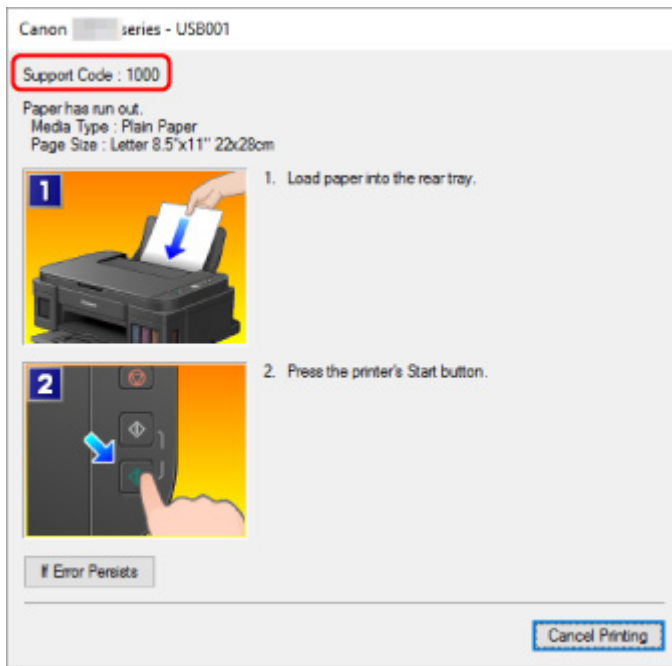 Canon series - USB001
Support Code : 1000
Paper has run out.
Media Type : Plain Paper
Page Size : Letter 8.5"x11" 22x28cm
1
1. Load paper into the rear tray.
2
2. Press the printer's Start button.
If Error Persists
Cancel Printing